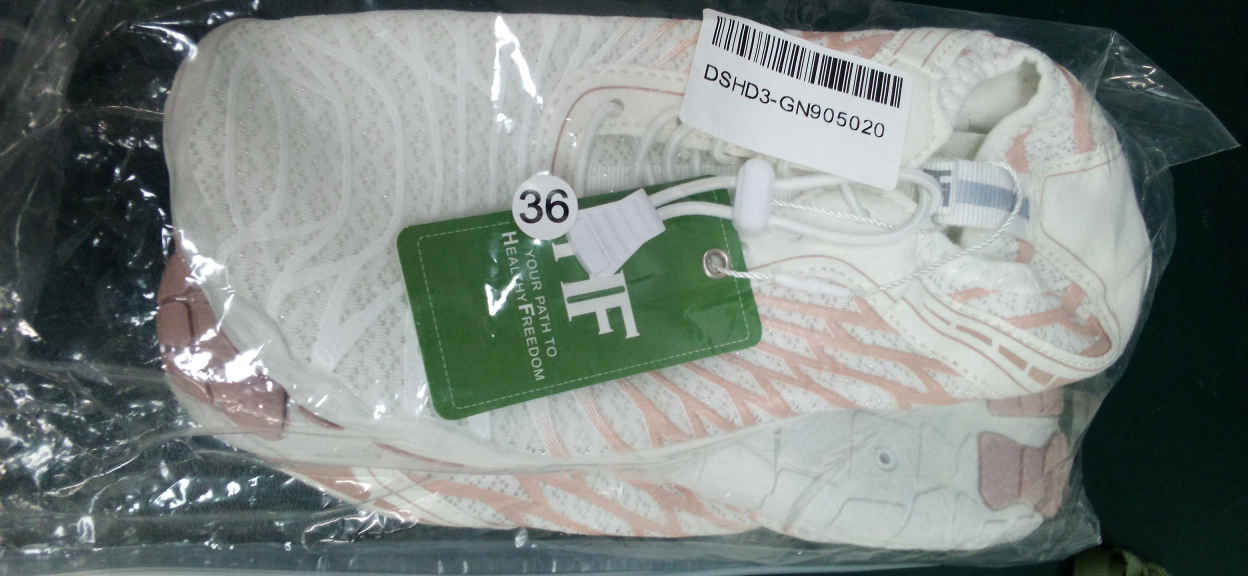 DSHD3-GN905020
36
HF
YOUR PATH TO
HEALTHYFREEDOM